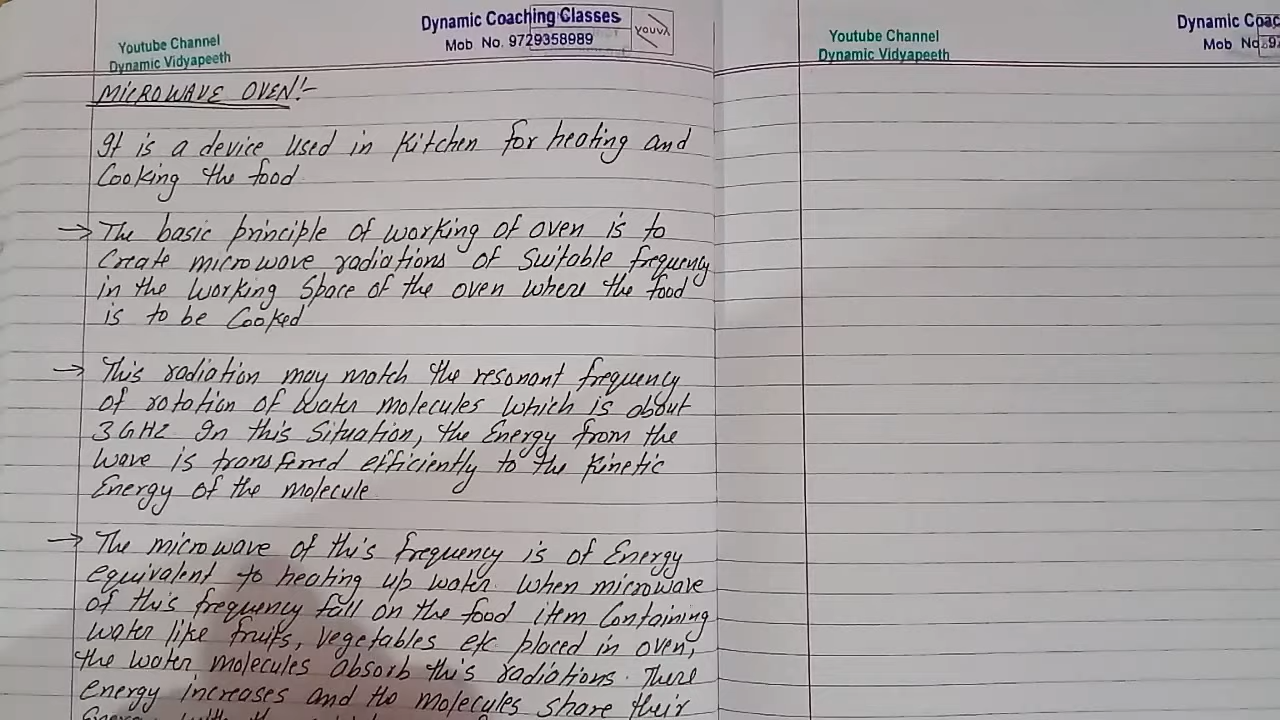 Youtube Channel
Dynamic Vidyapeeth
Dynamic Coaching Classes
Mob No. 9729358989
YOUVA
MICROWAVE OVEN!-
It is a device used in kitchen for heating and
Cooking the food
→ The basic principle of working of oven is to
Create microwave radiations of suitable frequency
in the working space of the oven where the food
is to be Cooked
→ This radiation may match the resonant frequency
of rotation of water molecules which is about
3 GHZ. In this situation, the Energy from the
wave is transferred efficiently to the kinetic
Energy of the molecule.
→ The microwave of this frequency is of Energy
equivalent to heating up water. When microwave
of this frequency fall on the food item Containing
water like fruits, vegetables etc placed in oven,
the water molecules absorb this radiations. There
energy increases and the molecules share their
Youtube Channel
Dynamic Vidyapeeth
Dynamic Coac
Mob No. 92